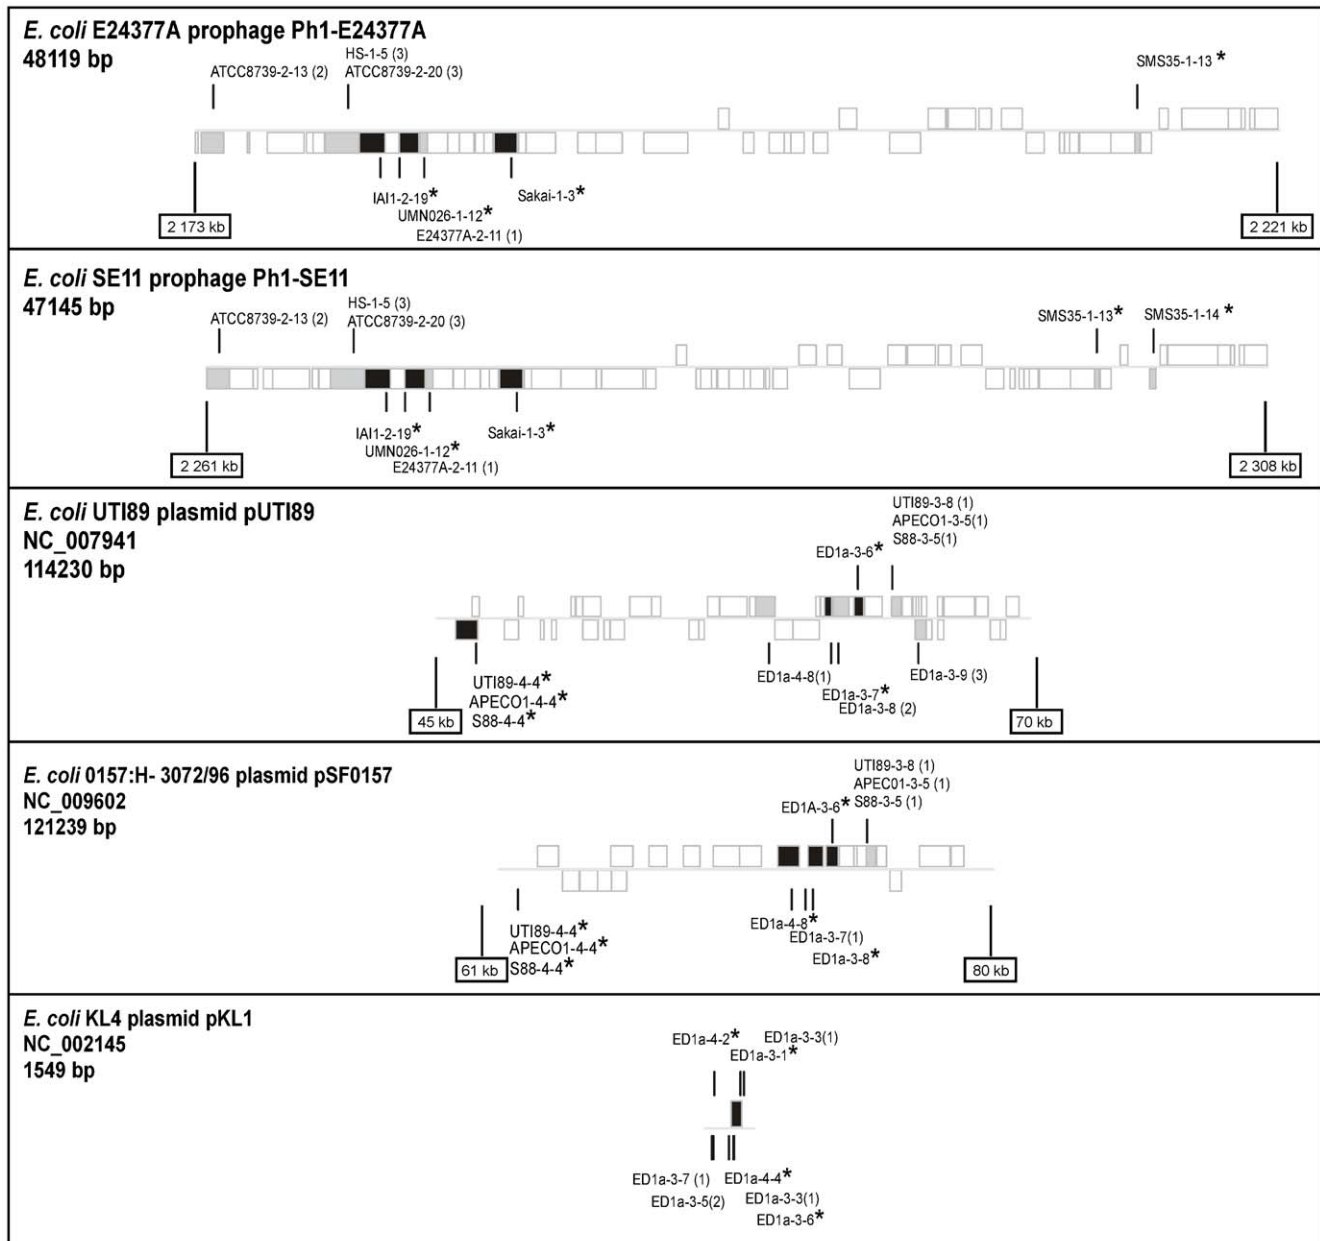 E. coli E24377A prophage Ph1-E24377A
48119 bp
HS-1-5 (3)
ATCC8739-2-13 (2)
ATCC8739-2-20 (3)
SMS35-1-13 *
IAI1-2-19*
Sakai-1-3*
UMN026-1-12*
E24377A-2-11 (1)
2 173 kb
2 221 kb
E. coli SE11 prophage Ph1-SE11
47145 bp
HS-1-5 (3)
ATCC8739-2-13 (2)
ATCC8739-2-20 (3)
SMS35-1-13*
SMS35-1-14 *
IAI1-2-19*
Sakai-1-3*
UMN026-1-12*
E24377A-2-11 (1)
2 261 kb
2 308 kb
E. coli UTI89 plasmid pUTI89
NC_007941
114230 bp
UTI89-3-8 (1)
APECO1-3-5(1)
S88-3-5(1)
ED1a-3-6*
UTI89-4-4*
APECO1-4-4*
S88-4-4*
ED1a-4-8(1)
ED1a-3-7*
ED1a-3-8 (2)
ED1a-3-9 (3)
45 kb
70 kb
E. coli 0157:H- 3072/96 plasmid pSF0157
NC_009602
121239 bp
UTI89-3-8 (1)
APEC01-3-5 (1)
S88-3-5 (1)
ED1A-3-6*
UTI89-4-4*
APECO1-4-4*
S88-4-4*
ED1a-4-8*
ED1a-3-7(1)
ED1a-3-8*
61 kb
80 kb
E. coli KL4 plasmid pKL1
NC_002145
1549 bp
ED1a-4-2*
ED1a-3-3(1)
ED1a-3-1*
ED1a-3-7 (1)
ED1a-4-4*
ED1a-3-5(2)
ED1a-3-3(1)
ED1a-3-6*